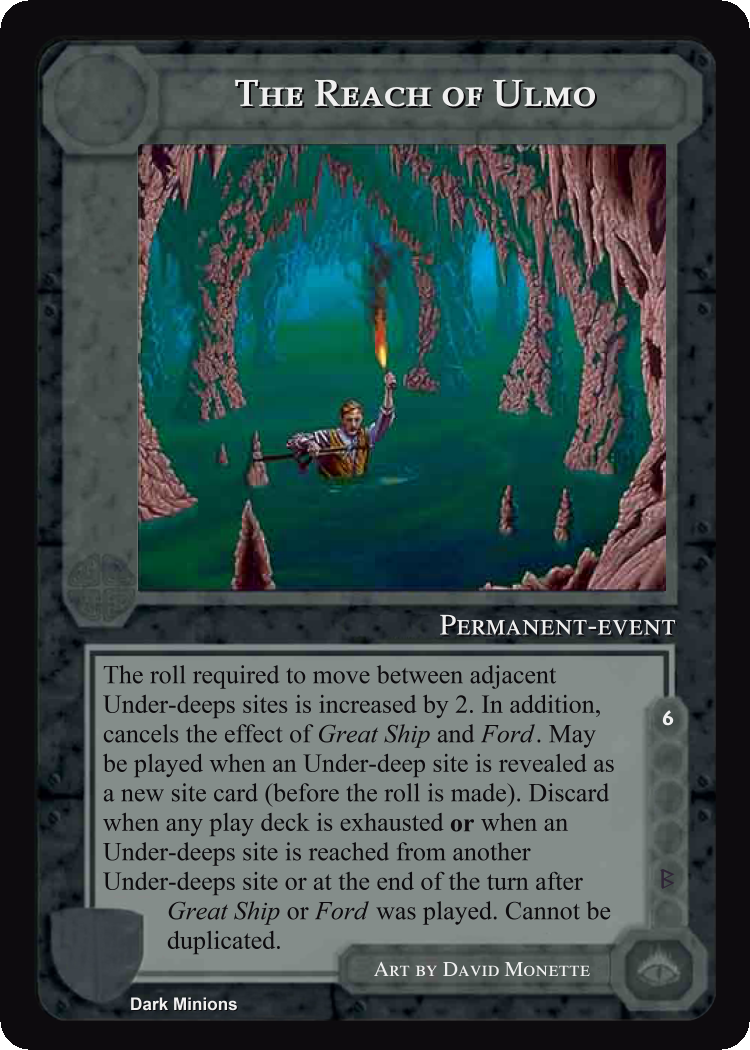 The Reach of Ulmo
Permanent-event
The roll required to move between adjacent
Under-deeps sites is increased by 2. In addition,
cancels the effect of Great Ship and Ford. May
be played when an Under-deep site is revealed as
a new site card (before the roll is made). Discard
when any play deck is exhausted or when an
Under-deeps site is reached from another
Under-deeps site or at the end of the turn after
Great Ship or Ford was played. Cannot be
duplicated.
6
B
Art by David Monette
Dark Minions